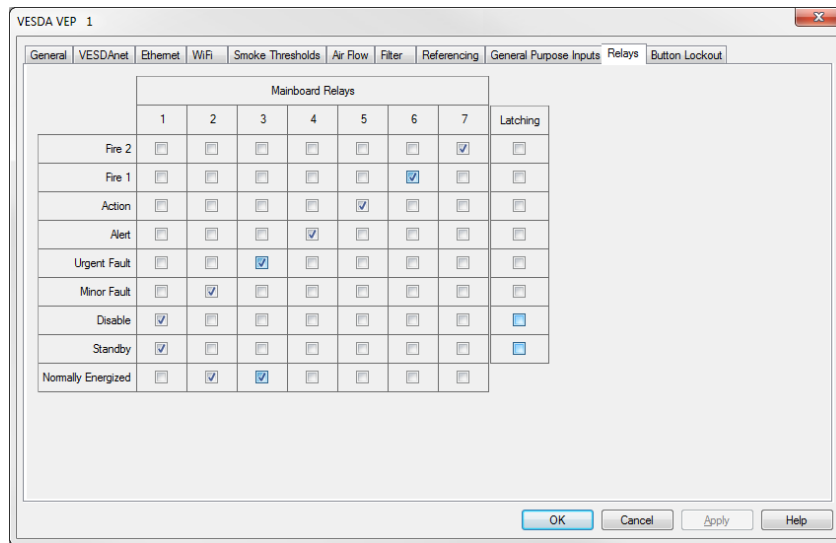 VESDA VEP 1
General VESDAnet Ethernet WiFi Smoke Thresholds Air Flow Filter Referencing General Purpose Inputs Relays Button Lockout
Mainboard Relays
1 2 3 4 5 6 7 Latching
Fire 2
Fire 1
Action
Alert
Urgent Fault
Minor Fault
Disable
Standby
Normally Energized
OK Cancel Apply Help